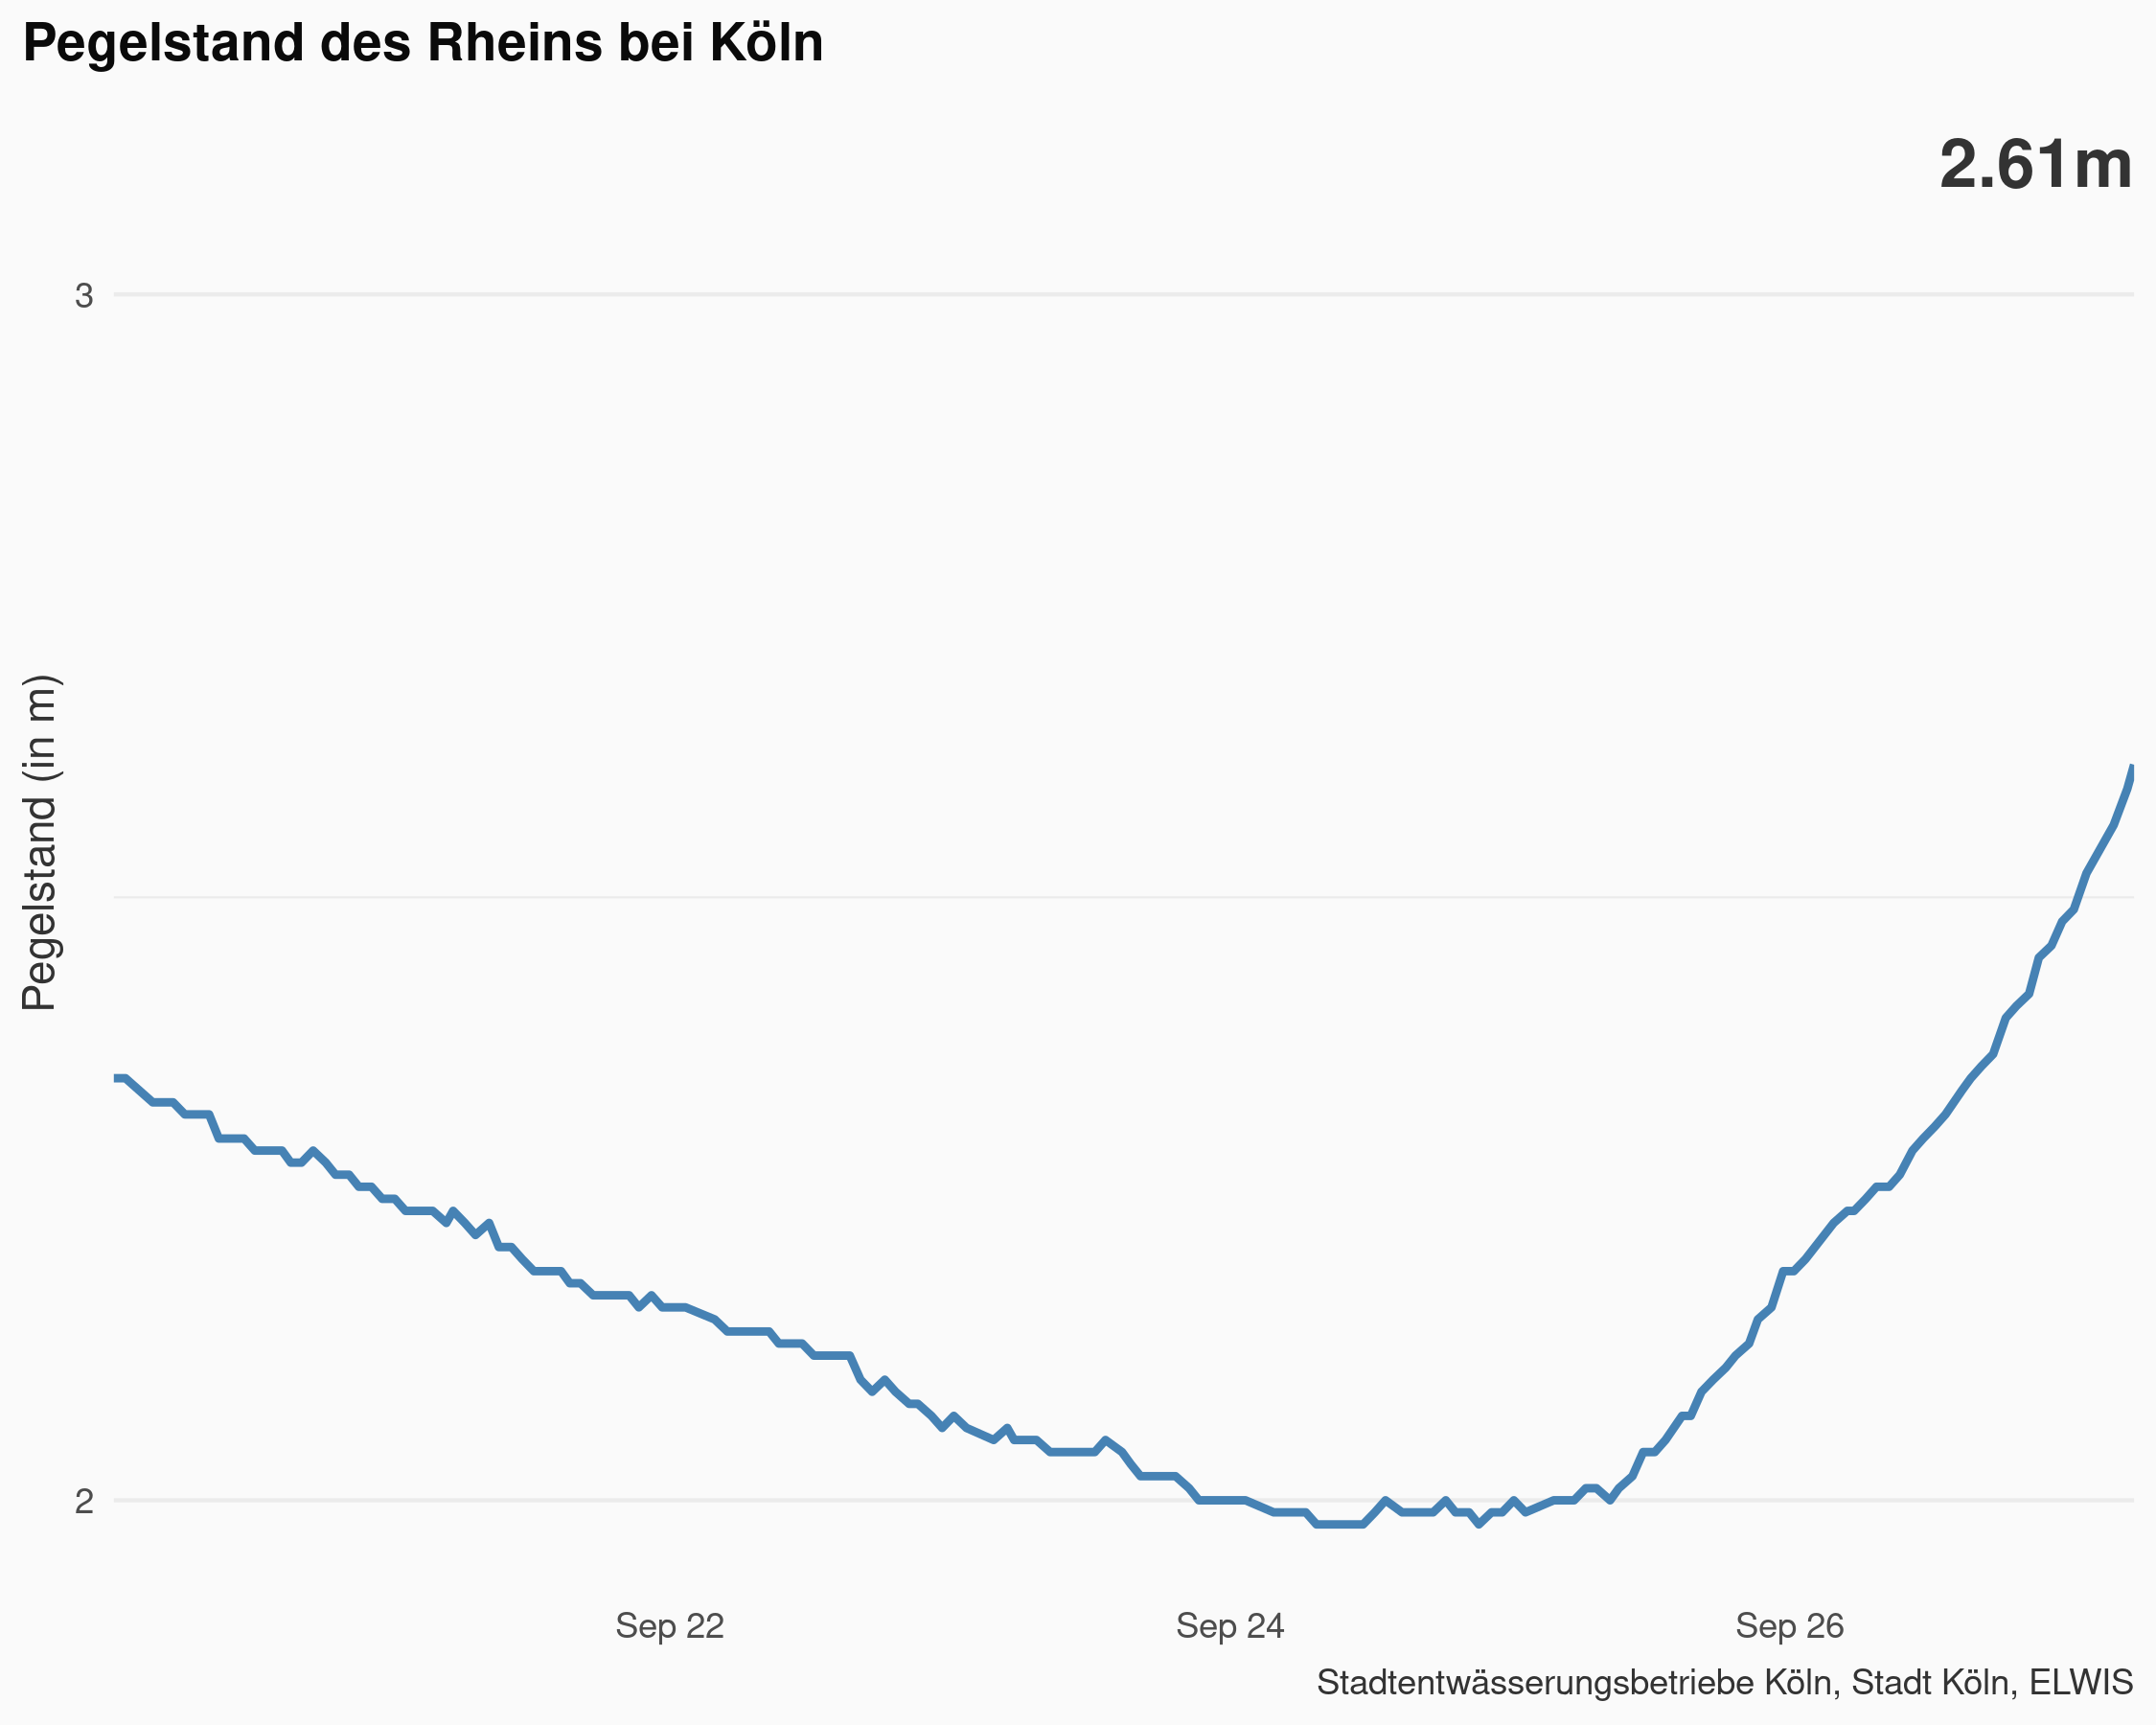 Pegelstand des Rheins bei Köln
2.61m
3
Pegelstand (in m)
2
Sep 22
Sep 24
Sep 26
Stadtentwässerungsbetriebe Köln, Stadt Köln, ELWIS